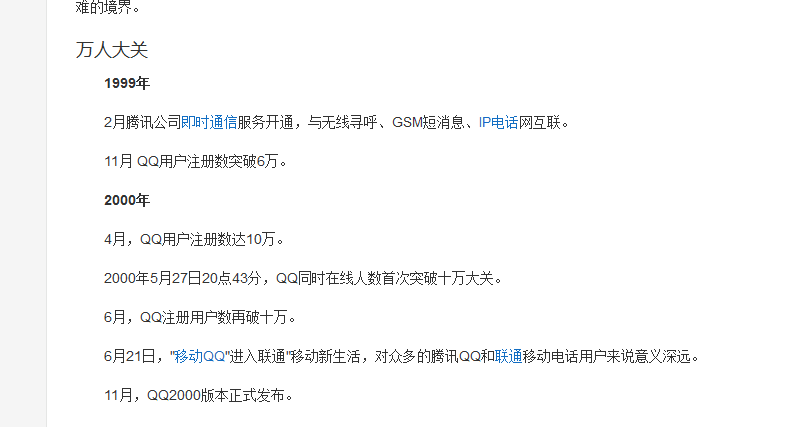 难的境界。
万人大关
1999年
2月腾讯公司即时通信服务开通，与无线寻呼、GSM短消息、IP电话网互联。
11月 QQ用户注册数突破6万。
2000年
4月，QQ用户注册数达10万。
2000年5月27日20点43分，QQ同时在线人数首次突破十万大关。
6月，QQ注册用户数再破十万。
6月21日，"移动QQ"进入联通"移动新生活，对众多的腾讯QQ和联通移动电话用户来说意义深远。
11月，QQ2000版本正式发布。